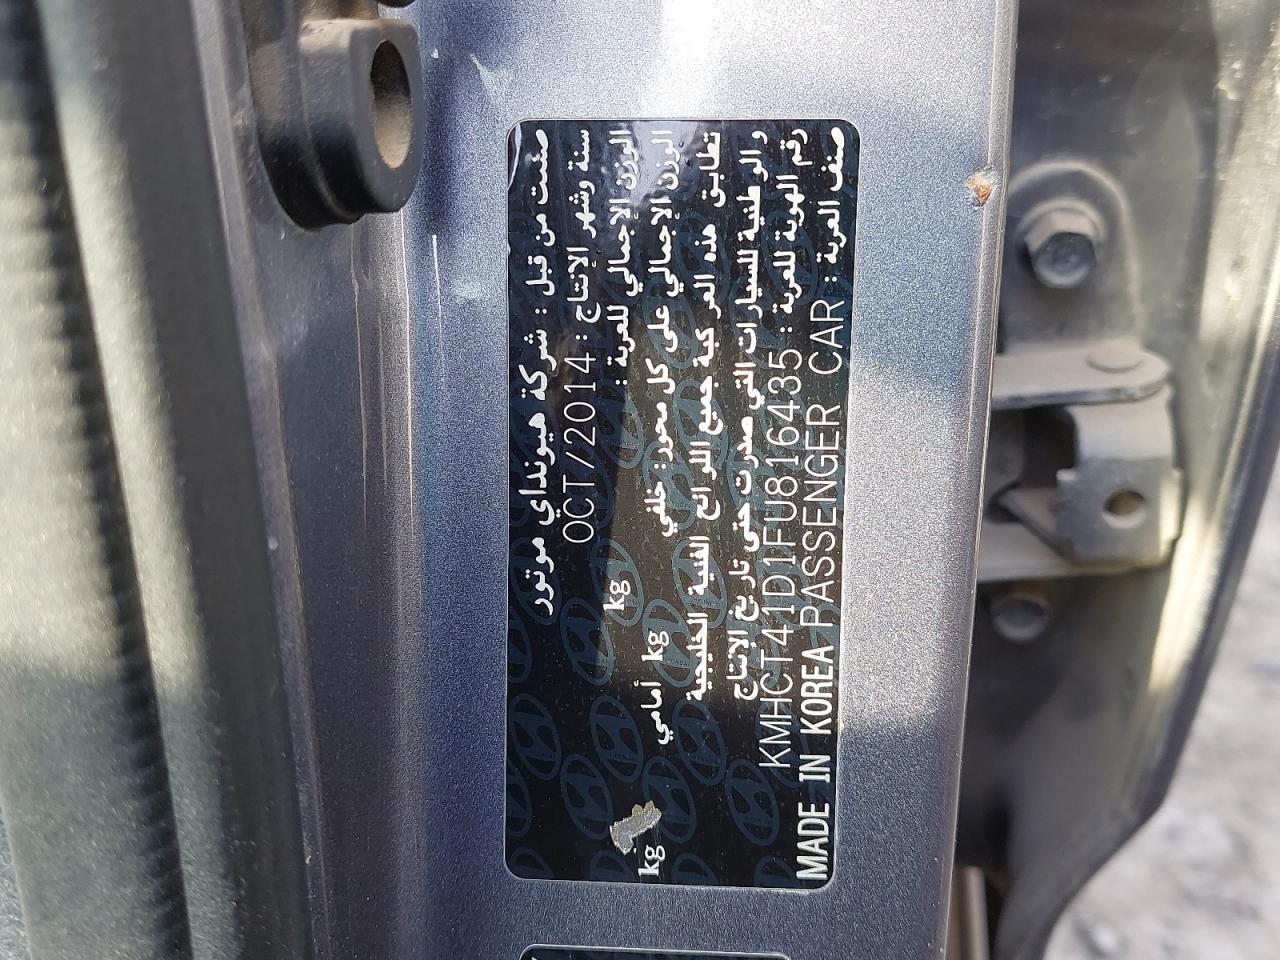 صنعت من قبل : شركة هيونداي موتور
سنة وشهر الإنتاج : OCT/2014
الوزن الإجمالي للعربة : kg
الوزن الإجمالي على كل محور : خلفي kg أمامي kg
تطابق هذه المركبة جميع اللوائح الفنية الخليجية
و الوطنية للسيارات التي صدرت حتى تاريخ الإنتاج
رقم الهوية للعربة : KMHCT41D1FU816435
صنف العربة : PASSENGER CAR
MADE IN KOREA